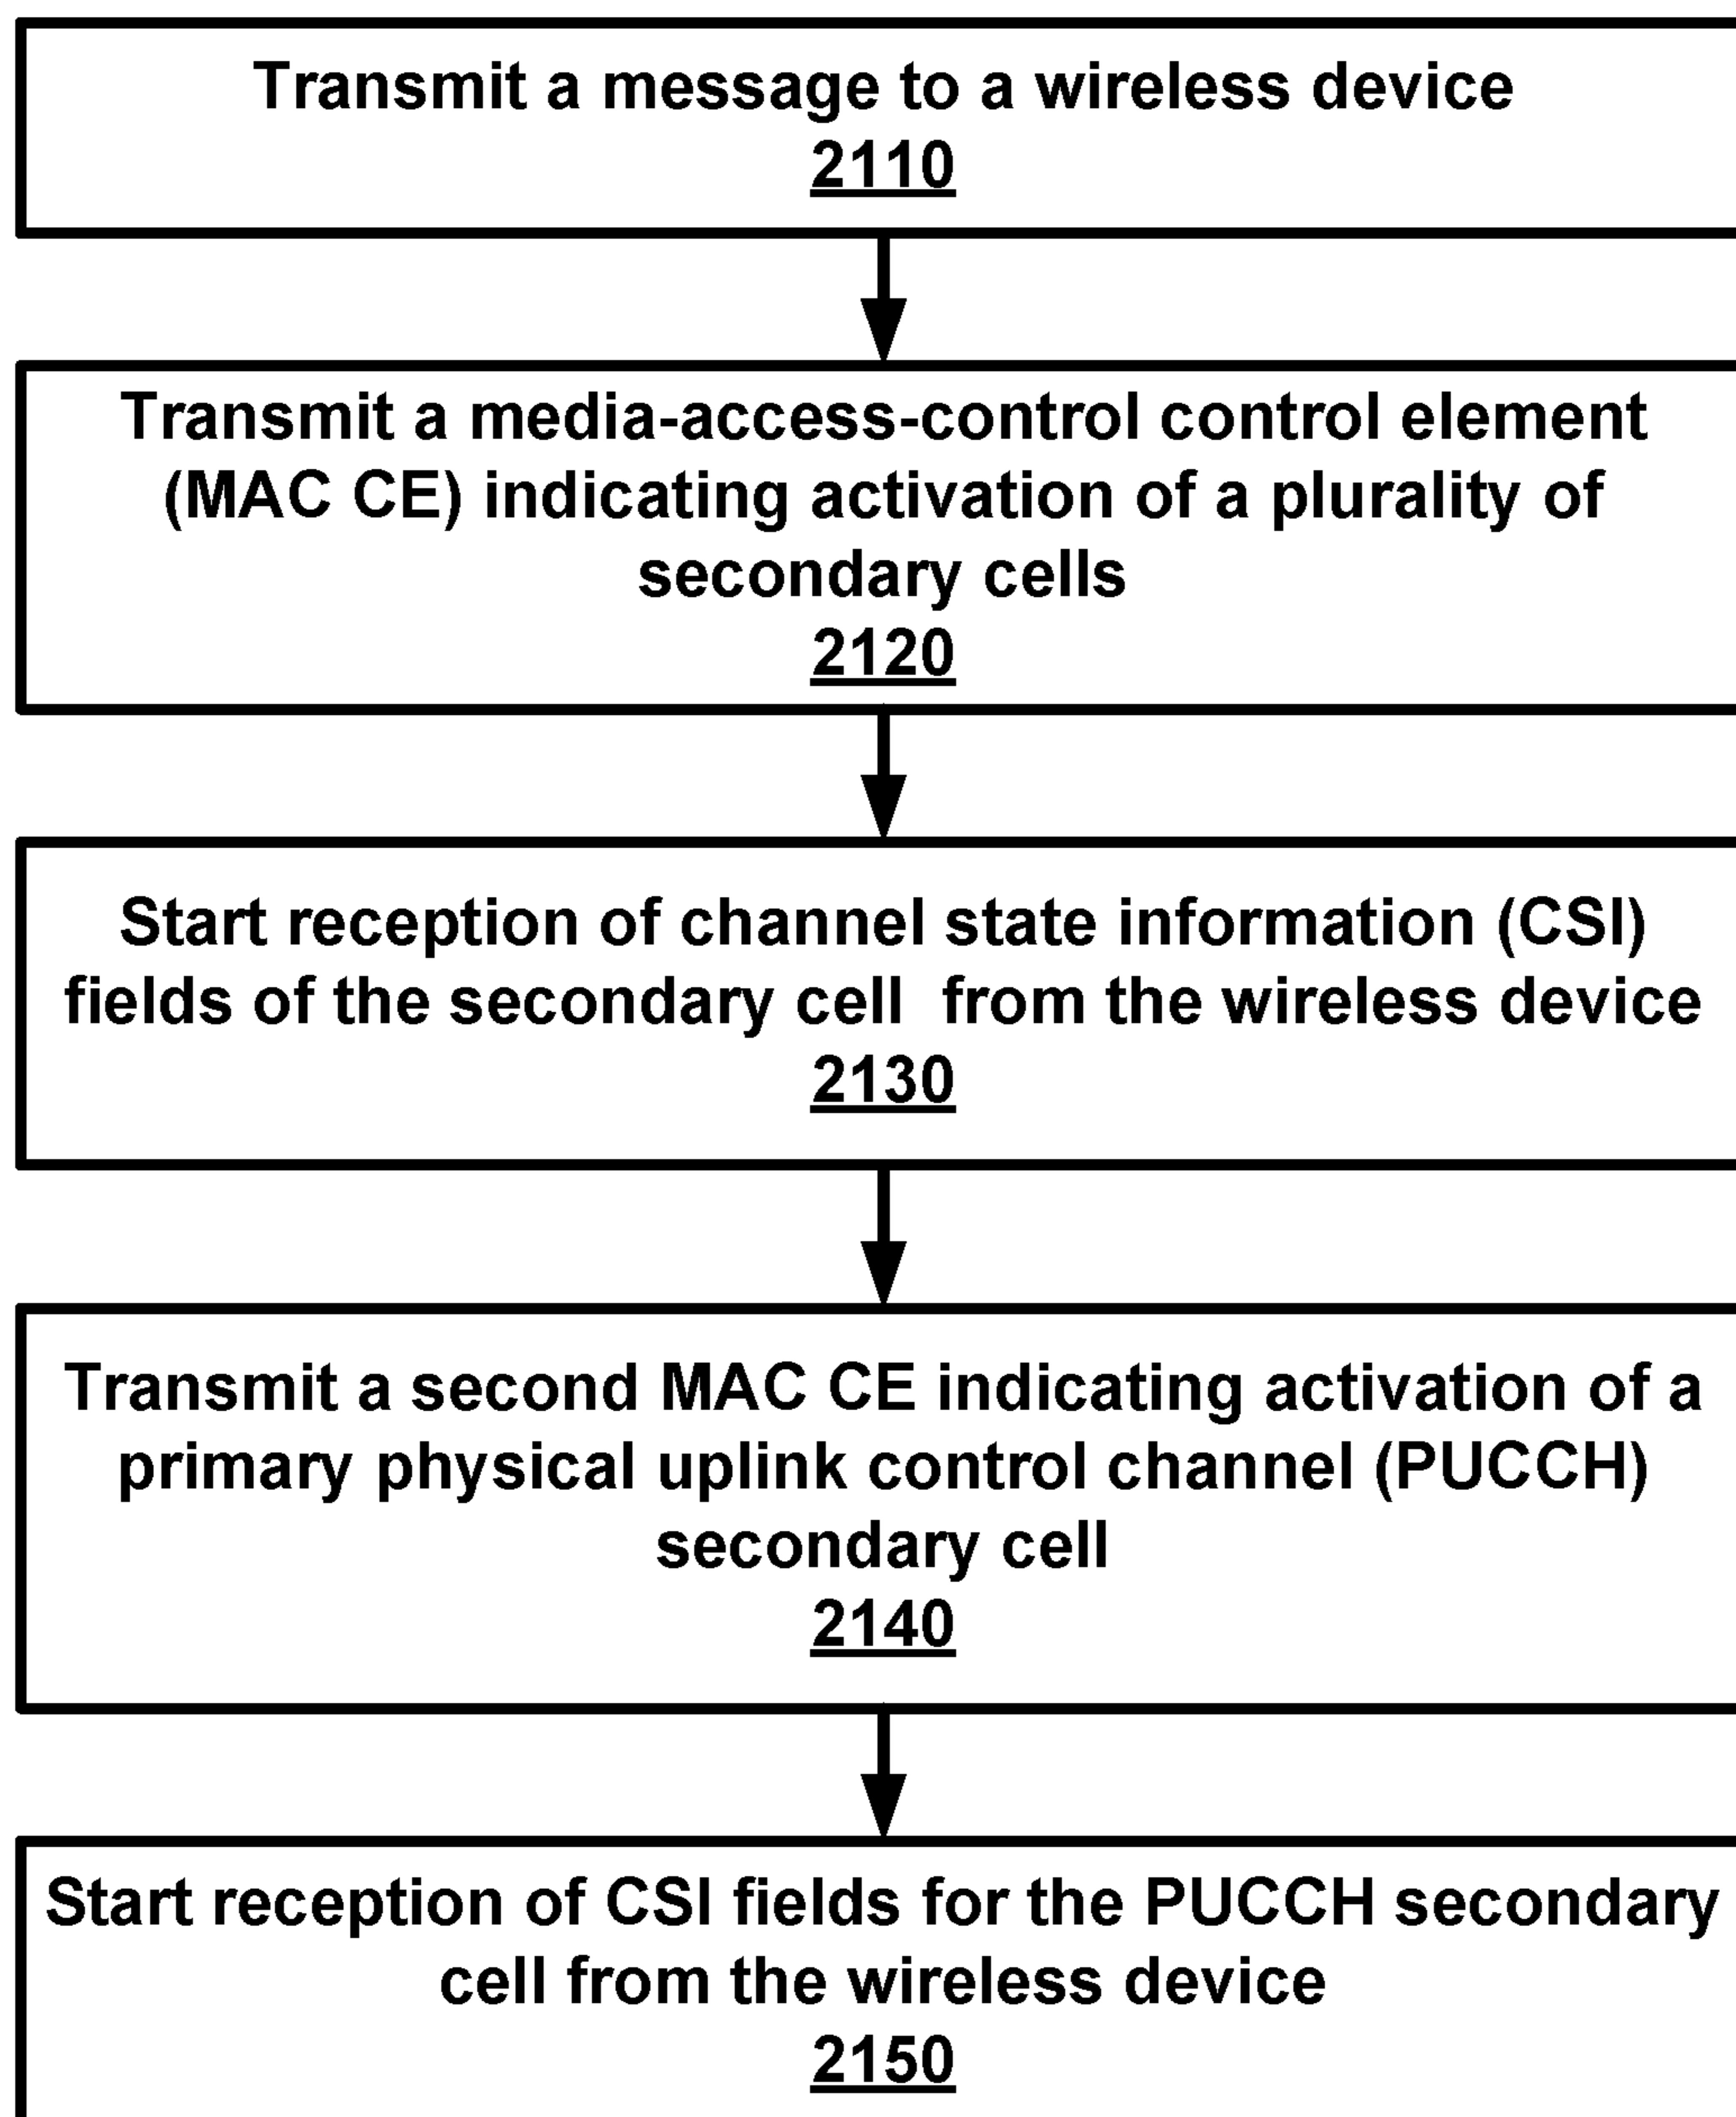 Transmit a message to a wireless device
2110
Transmit a media-access-control control element
(MAC CE) indicating activation of a plurality of
secondary cells
2120
Start reception of channel state information (CSI)
fields of the secondary cell from the wireless device
2130
Transmit a second MAC CE indicating activation of a
primary physical uplink control channel (PUCCH)
secondary cell
2140
Start reception of CSI fields for the PUCCH secondary
cell from the wireless device
2150